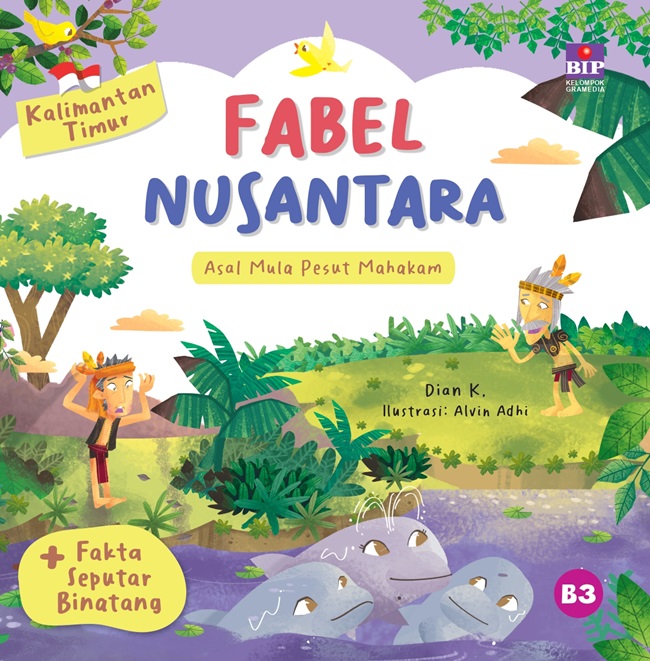 BIP
KELOMPOK
GRAMEDIA
Kalimantan
Timur
FABEL
NUSANTARA
Asal Mula Pesut Mahakam
Dian K.
Ilustrasi: Alvin Adhi
+ Fakta
Seputar
Binatang
B3